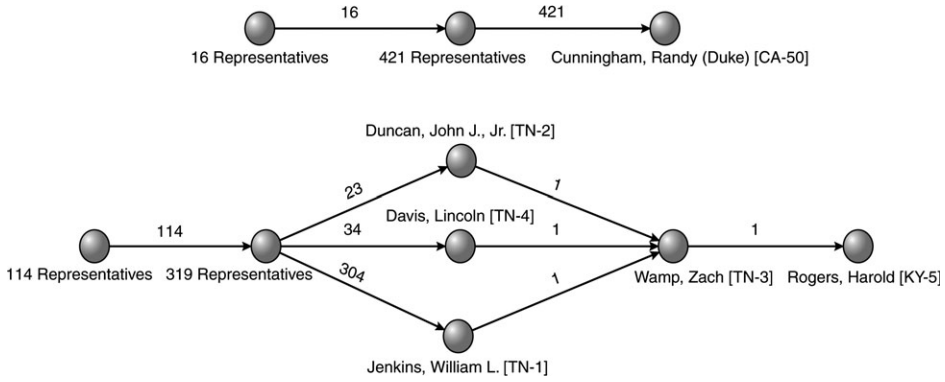 16
421
16 Representatives
421 Representatives
Cunningham, Randy (Duke) [CA-50]
Duncan, John J., Jr. [TN-2]
23
1
Davis, Lincoln [TN-4]
114
34
1
1
114 Representatives
319 Representatives
304
1
Wamp, Zach [TN-3]
Rogers, Harold [KY-5]
Jenkins, William L. [TN-1]